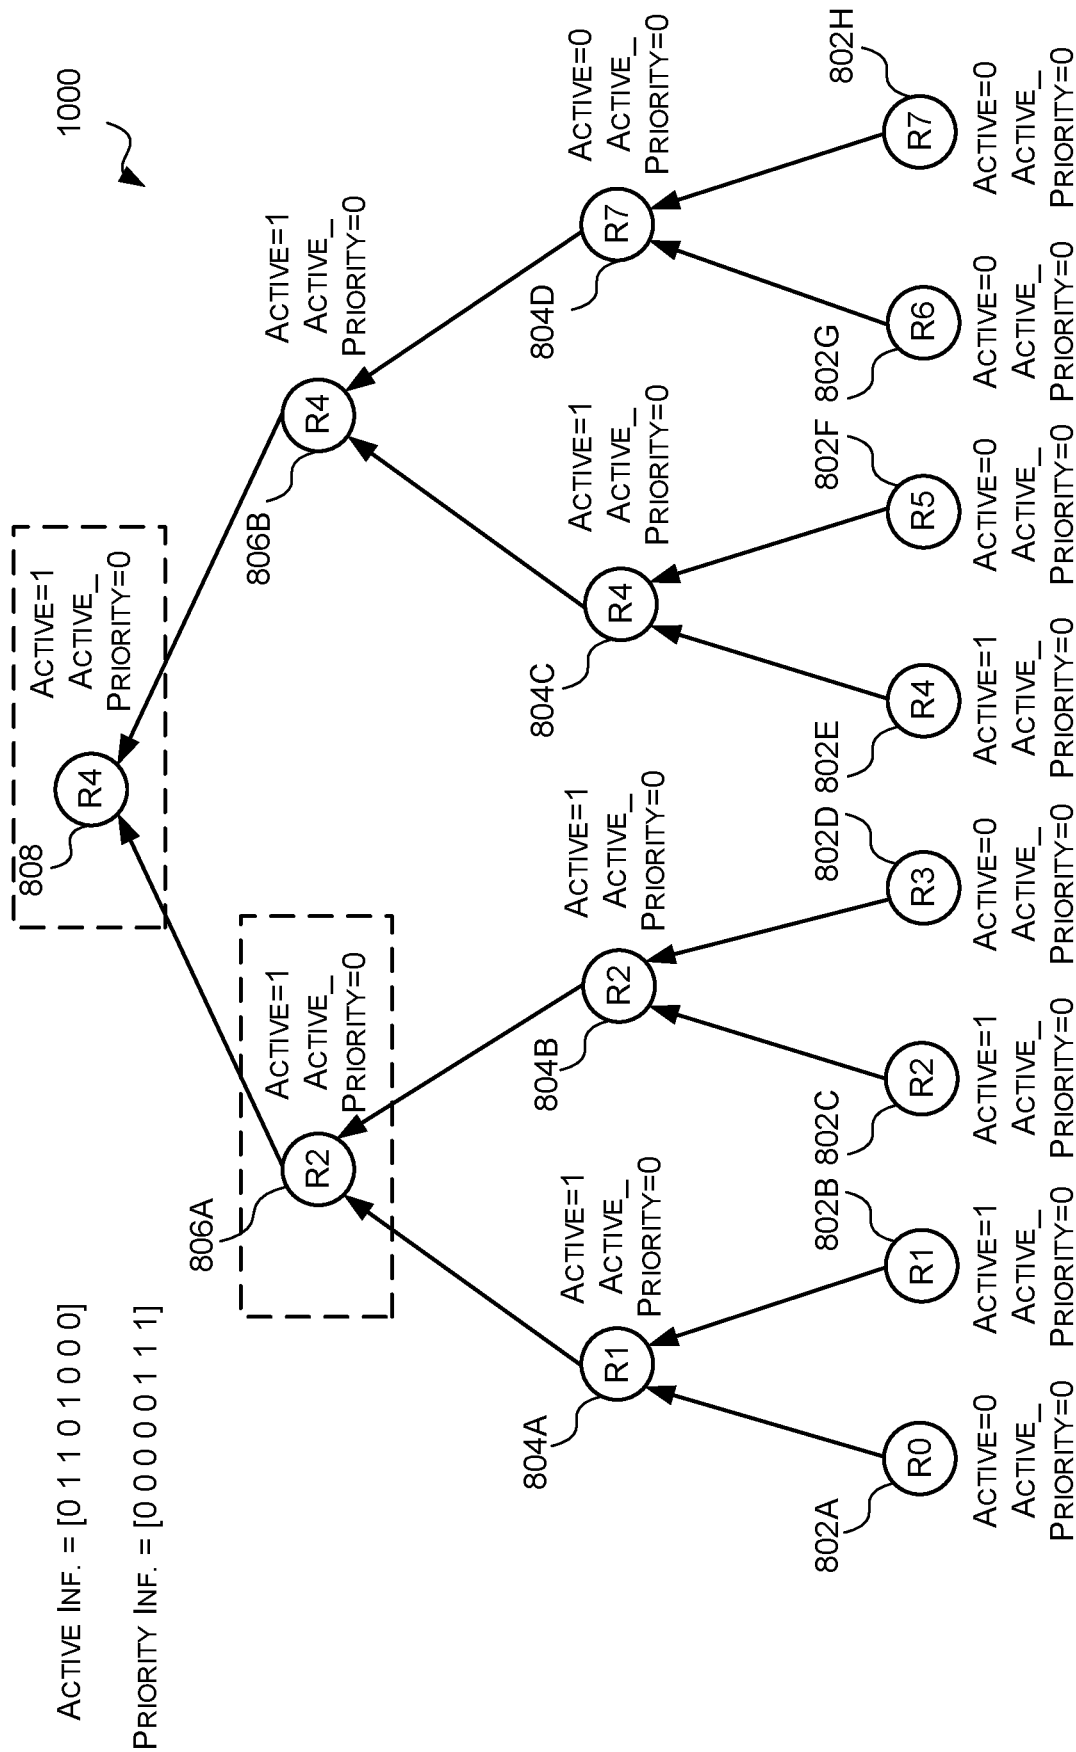 ACTIVE INF. = [0 1 1 0 1 0 0 0]
PRIORITY INF. = [0 0 0 0 0 1 1 1]
1000
808
R4
ACTIVE=1
ACTIVE_
PRIORITY=0
806A
R2
ACTIVE=1
ACTIVE_
PRIORITY=0
806B
R4
ACTIVE=1
ACTIVE_
PRIORITY=0
804A
R1
ACTIVE=1
ACTIVE_
PRIORITY=0
804B
R2
ACTIVE=1
ACTIVE_
PRIORITY=0
804C
R4
ACTIVE=1
ACTIVE_
PRIORITY=0
804D
R7
ACTIVE=0
ACTIVE_
PRIORITY=0
802A
R0
ACTIVE=0
ACTIVE_
PRIORITY=0
802B
R1
ACTIVE=1
ACTIVE_
PRIORITY=0
802C
R2
ACTIVE=1
ACTIVE_
PRIORITY=0
802D
R3
ACTIVE=0
ACTIVE_
PRIORITY=0
802E
R4
ACTIVE=1
ACTIVE_
PRIORITY=0
802F
R5
ACTIVE=0
ACTIVE_
PRIORITY=0
802G
R6
ACTIVE=0
ACTIVE_
PRIORITY=0
802H
R7
ACTIVE=0
ACTIVE_
PRIORITY=0